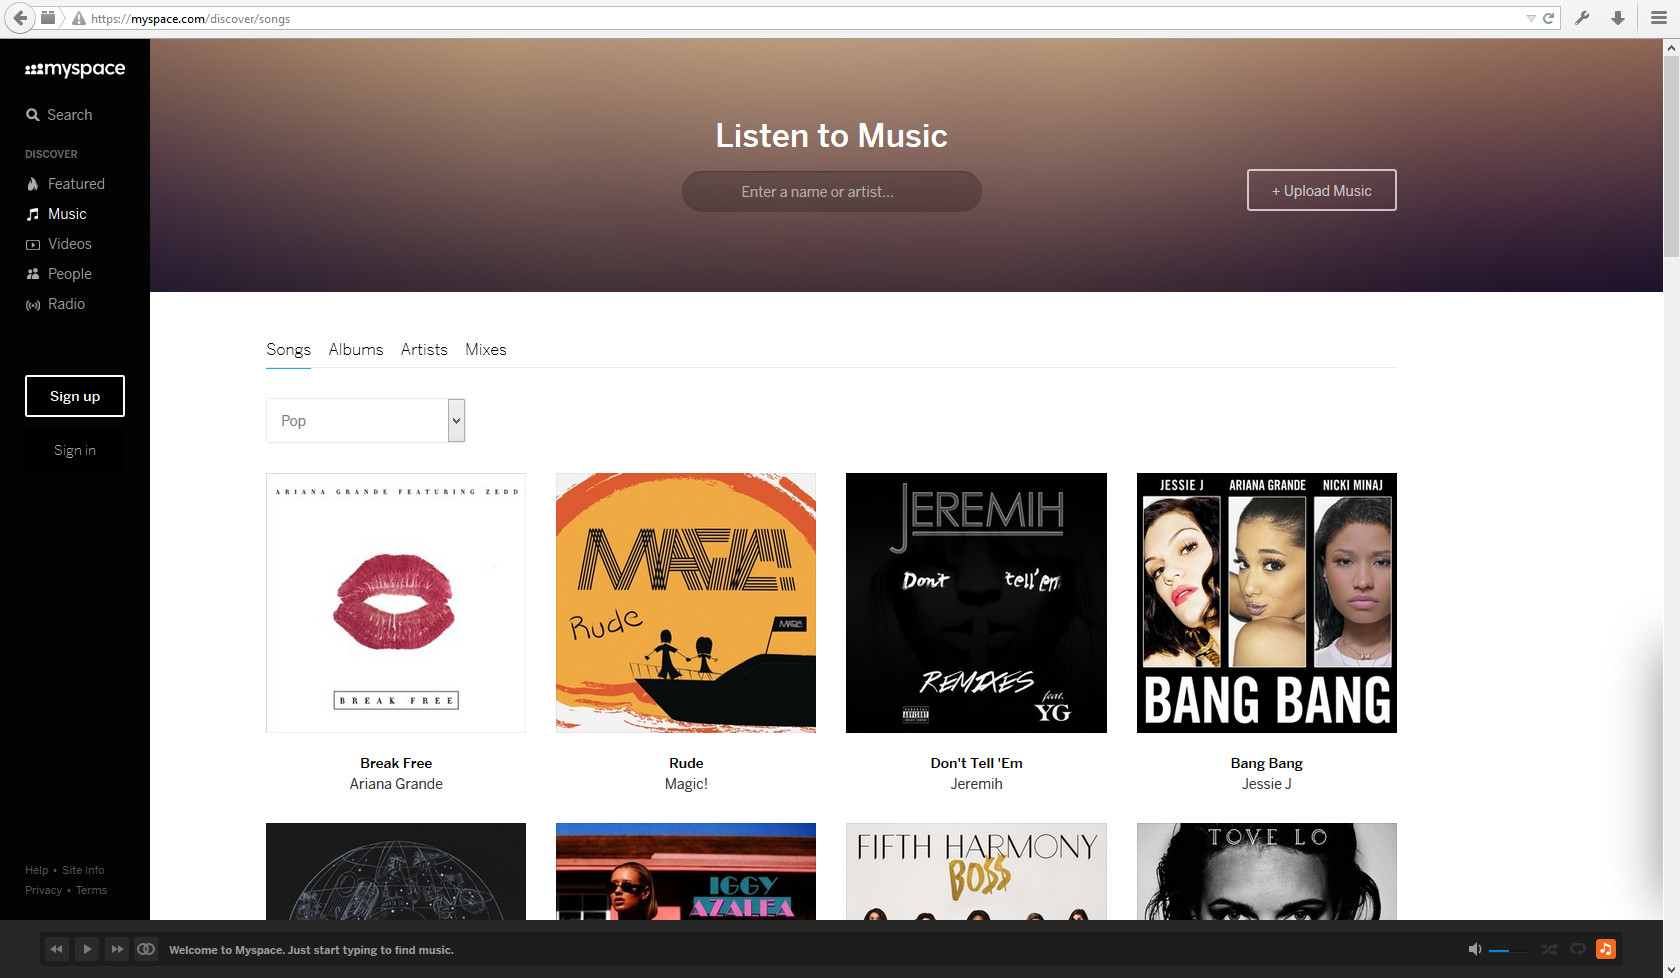 https://myspace.com/discover/songs
myspace
Search
DISCOVER
Featured
Music
Videos
People
Radio
Sign up
Sign in
Help • Site Info
Privacy • Terms
Listen to Music
Enter a name or artist...
+ Upload Music
Songs Albums Artists Mixes
Pop
ARIANA GRANDE FEATURING ZEDD
BREAK FREE
Break Free
Ariana Grande
MAGIC!
Rude
MAGIC!
Rude
Magic!
JEREMIH
Don't tell 'em
REMIXES
feat.
YG
Don't Tell 'Em
Jeremih
JESSIE J ARIANA GRANDE NICKI MINAJ
BANG BANG
Bang Bang
Jessie J
IGGY
AZALEA
FIFTH HARMONY
BO$$
TOVE LO
Welcome to Myspace. Just start typing to find music.